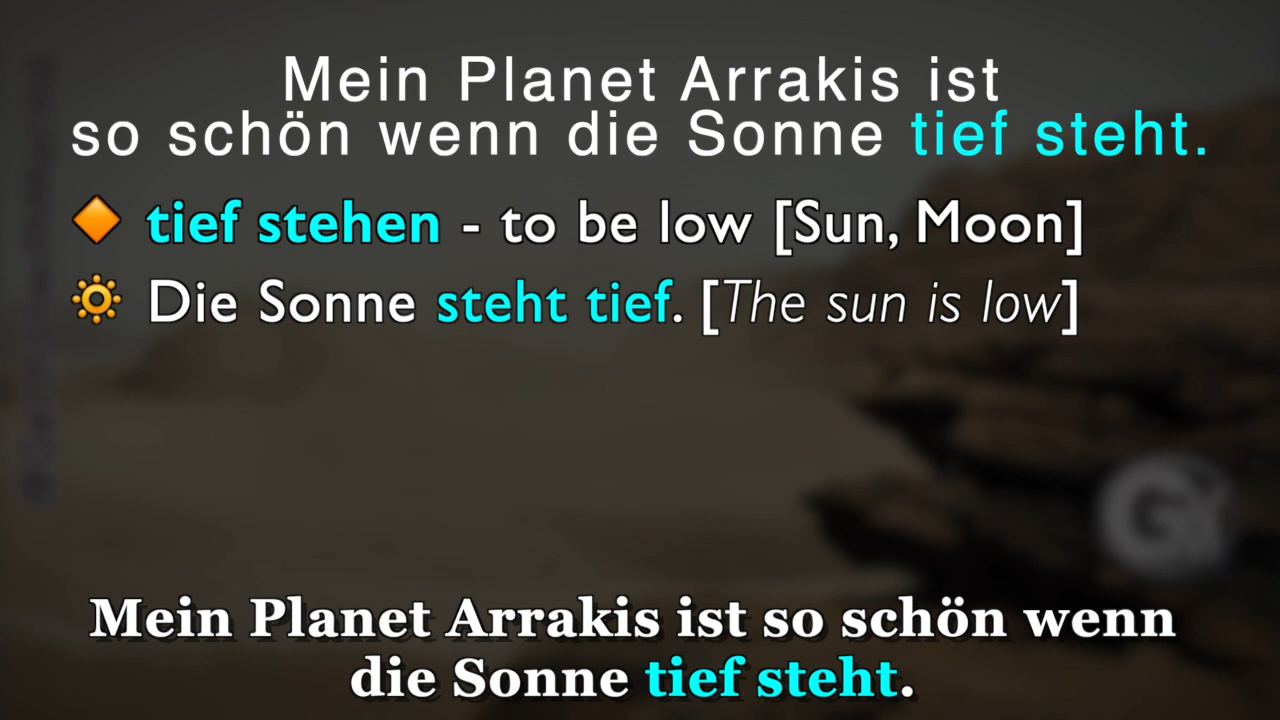 Mein Planet Arrakis ist
so schön wenn die Sonne tief steht.
🔶 tief stehen - to be low [Sun, Moon]
🔅 Die Sonne steht tief. [The sun is low]
Mein Planet Arrakis ist so schön wenn
die Sonne tief steht.